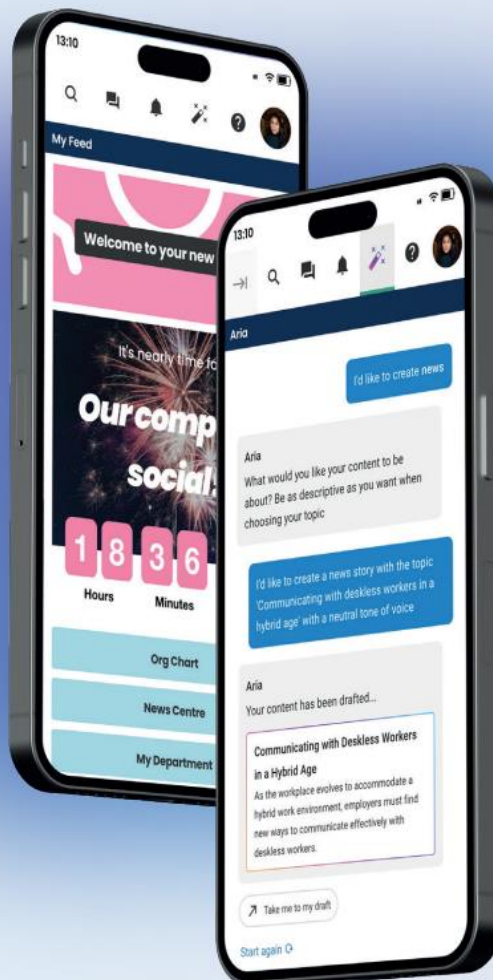 13:10
My Feed
Welcome to your new
It's nearly time fo
Our comp
social
18 36
Hours Minutes
Org Chart
News Centre
My Department
13:10
Aria
I'd like to create news
Aria
What would you like your content to be
about? Be as descriptive as you want when
choosing your topic
I'd like to create a news story with the topic
'Communicating with deskless workers in a
hybrid age' with a neutral tone of voice
Aria
Your content has been drafted...
Communicating with Deskless Workers
in a Hybrid Age
As the workplace evolves to accommodate a
hybrid work environment, employers must find
new ways to communicate effectively with
deskless workers.
Take me to my draft
Start again